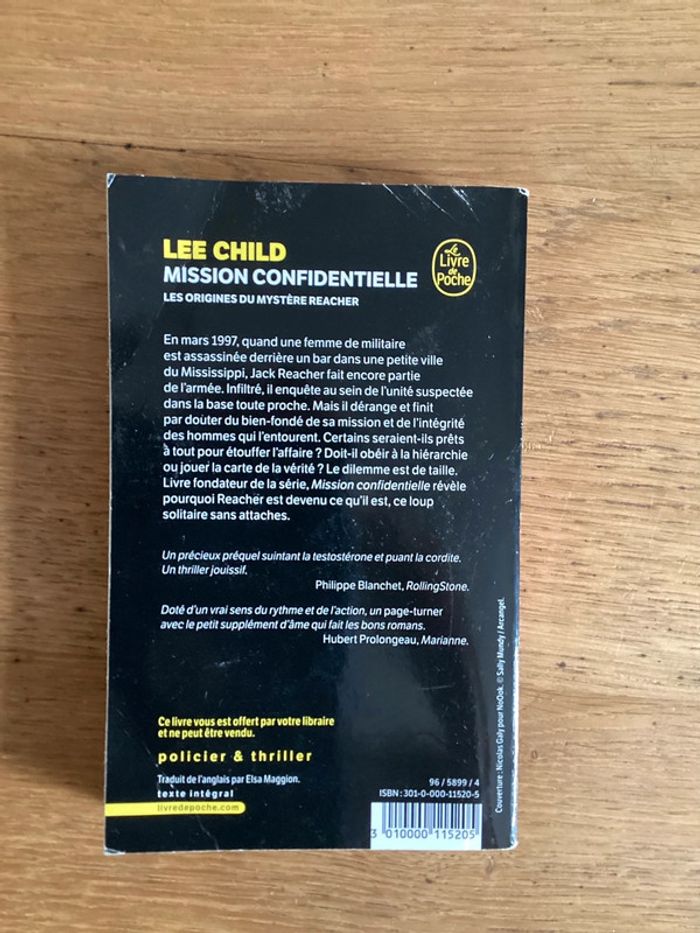 LEE CHILD
MISSION CONFIDENTIELLE
LES ORIGINES DU MYSTÈRE REACHER
Le
Livre
de
Poche
En mars 1997, quand une femme de militaire
est assassinée derrière un bar dans une petite ville
du Mississippi, Jack Reacher fait encore partie
de l'armée. Infiltré, il enquête au sein de l'unité suspectée
dans la base toute proche. Mais il dérange et finit
par douter du bien-fondé de sa mission et de l'intégrité
des hommes qui l'entourent. Certains seraient-ils prêts
à tout pour étouffer l'affaire ? Doit-il obéir à la hiérarchie
ou jouer la carte de la vérité ? Le dilemme est de taille.
Livre fondateur de la série, Mission confidentielle révèle
pourquoi Reacher est devenu ce qu'il est, ce loup
solitaire sans attaches.
Un précieux préquel suintant la testostérone et puant la cordite.
Un thriller jouissif.
Philippe Blanchet, RollingStone.
Doté d'un vrai sens du rythme et de l'action, un page-turner
avec le petit supplément d'âme qui fait les bons romans.
Hubert Prolongeau, Marianne.
Ce livre vous est offert par votre libraire
et ne peut être vendu.
policier & thriller
Traduit de l'anglais par Elsa Maggion.
texte intégral
livredepoche.com
96 / 5899 / 4
ISBN : 301-0-000-11520-5
3 010000 115205
Couverture : Nicolas Galy pour NoOok. © Sally Mundy / Arcangel.